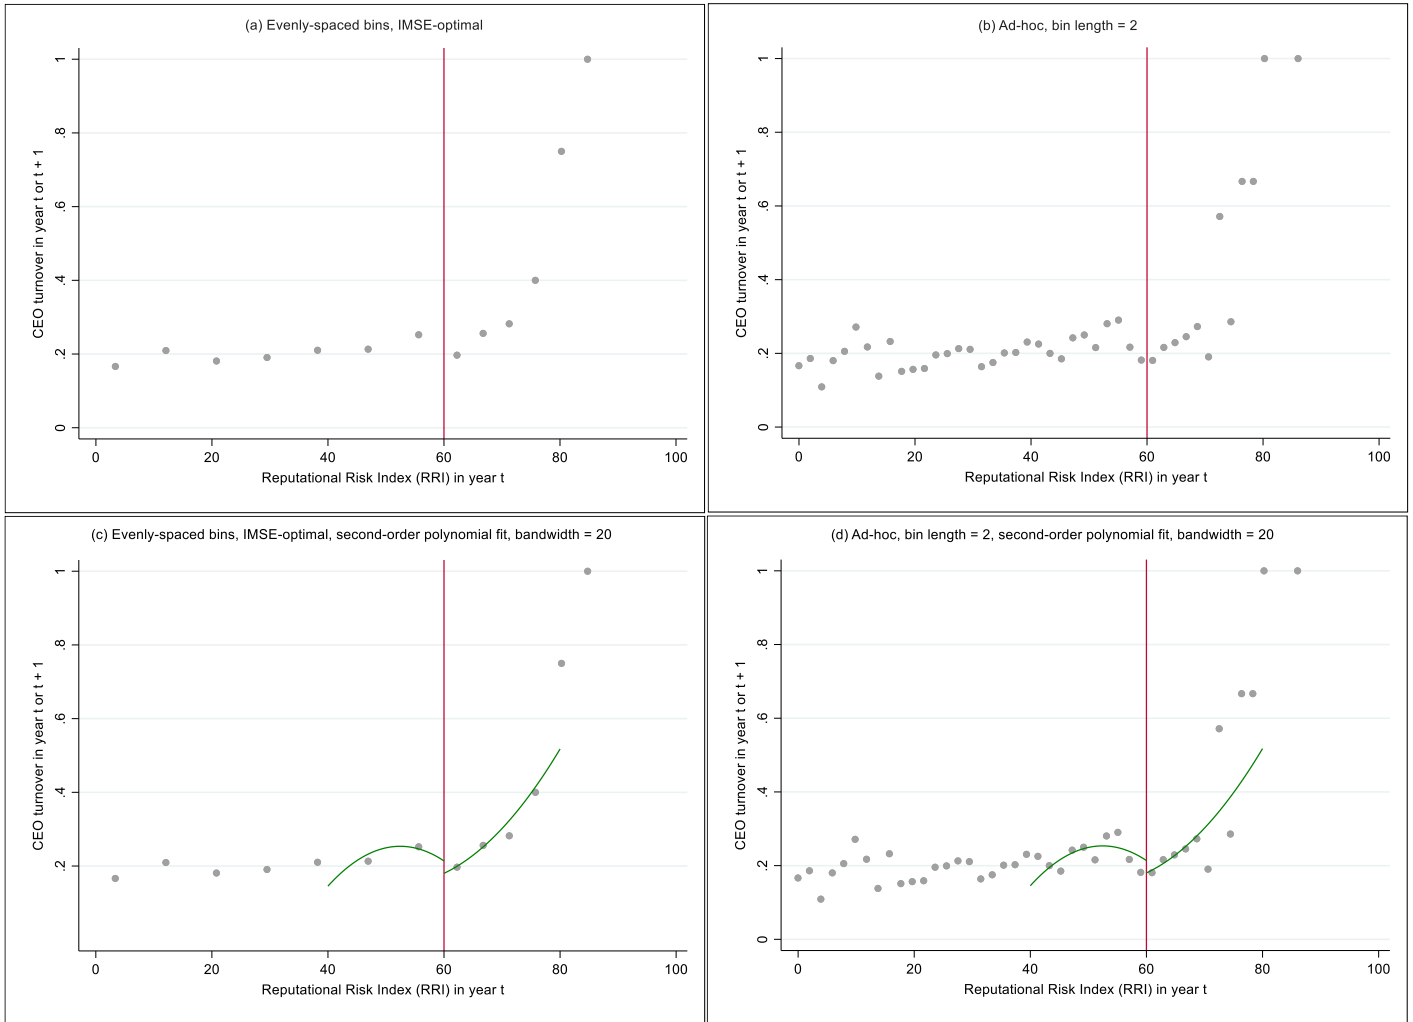 (a) Evenly-spaced bins, IMSE-optimal
CEO turnover in year t or t + 1
1
.8
.6
.4
.2
0
0 20 40 60 80 100
Reputational Risk Index (RRI) in year t
(b) Ad-hoc, bin length = 2
CEO turnover in year t or t + 1
1
.8
.6
.4
.2
0
0 20 40 60 80 100
Reputational Risk Index (RRI) in year t
(c) Evenly-spaced bins, IMSE-optimal, second-order polynomial fit, bandwidth = 20
CEO turnover in year t or t + 1
1
.8
.6
.4
.2
0 20 40 60 80 100
Reputational Risk Index (RRI) in year t
(d) Ad-hoc, bin length = 2, second-order polynomial fit, bandwidth = 20
CEO turnover in year t or t + 1
1
.8
.6
.4
.2
0
0 20 40 60 80 100
Reputational Risk Index (RRI) in year t